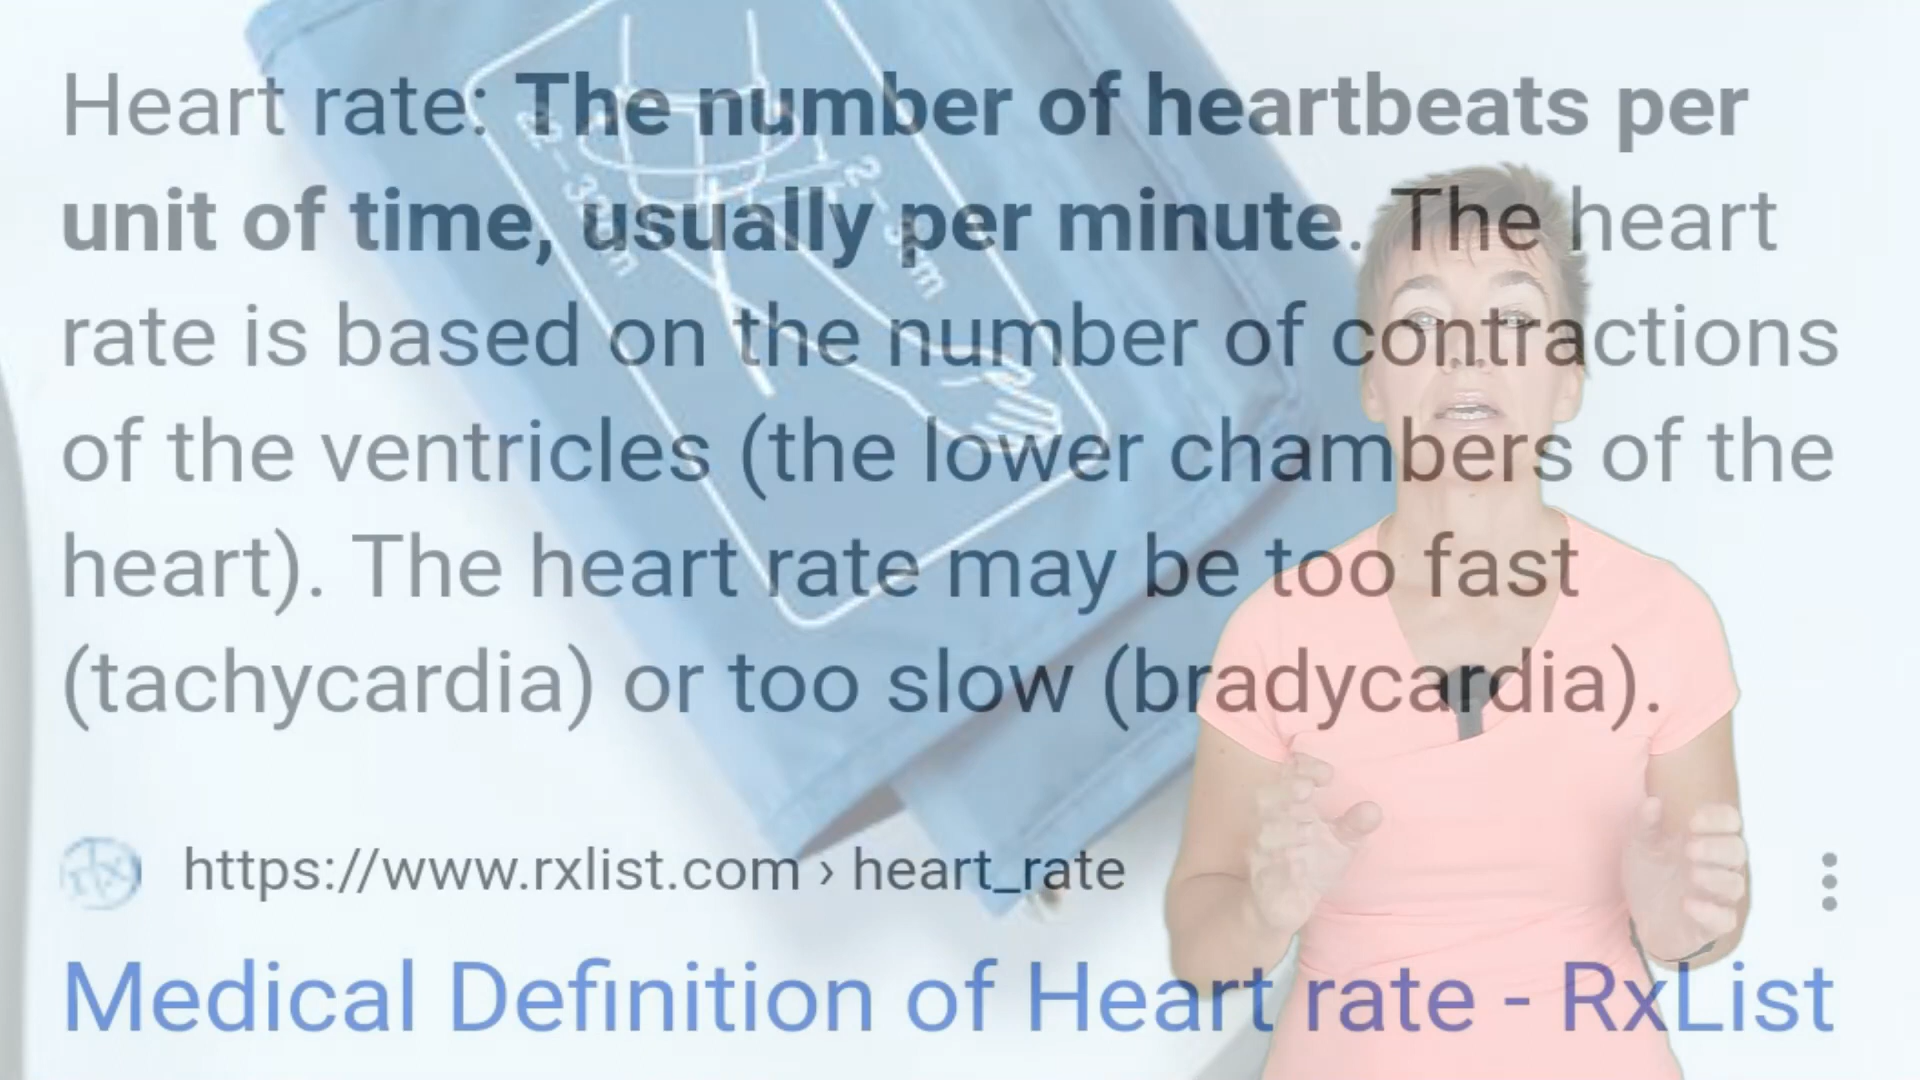 Heart rate: The number of heartbeats per
unit of time, usually per minute. The heart
rate is based on the number of contractions
of the ventricles (the lower chambers of the
heart). The heart rate may be too fast
(tachycardia) or too slow (bradycardia).
https://www.rxlist.com › heart_rate
Medical Definition of Heart rate - RxList